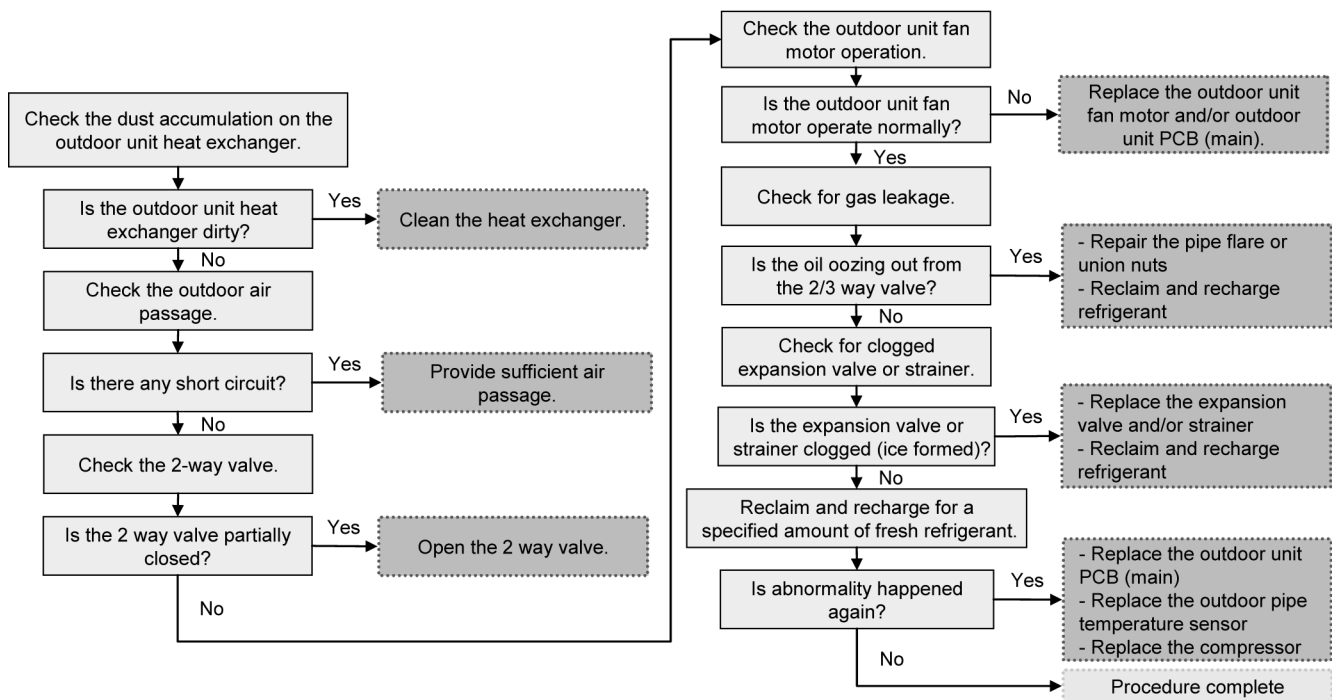 Check the dust accumulation on the
outdoor unit heat exchanger.
Is the outdoor unit heat
exchanger dirty?
Yes
Clean the heat exchanger.
No
Check the outdoor air
passage.
Is there any short circuit?
Yes
Provide sufficient air
passage.
No
Check the 2-way valve.
Is the 2 way valve partially
closed?
Yes
Open the 2 way valve.
No
Check the outdoor unit fan
motor operation.
Is the outdoor unit fan
motor operate normally?
No
Replace the outdoor unit
fan motor and/or outdoor
unit PCB (main).
Yes
Check for gas leakage.
Is the oil oozing out from
the 2/3 way valve?
Yes
- Repair the pipe flare or
union nuts
- Reclaim and recharge
refrigerant
No
Check for clogged
expansion valve or strainer.
Is the expansion valve or
strainer clogged (ice formed)?
Yes
- Replace the expansion
valve and/or strainer
- Reclaim and recharge
refrigerant
No
Reclaim and recharge for a
specified amount of fresh refrigerant.
Is abnormality happened
again?
Yes
- Replace the outdoor unit
PCB (main)
- Replace the outdoor pipe
temperature sensor
- Replace the compressor
No
Procedure complete